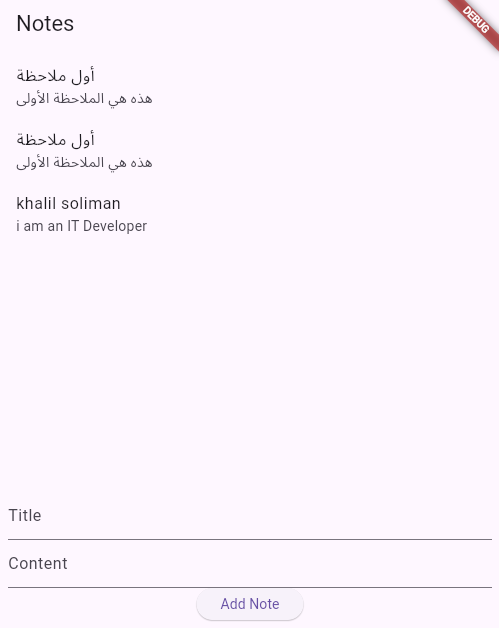 Notes
DEBUG
أول ملاحظة
هذه هي الملاحظة الأولى
أول ملاحظة
هذه هي الملاحظة الأولى
khalil soliman
i am an IT Developer
Title
Content
Add Note